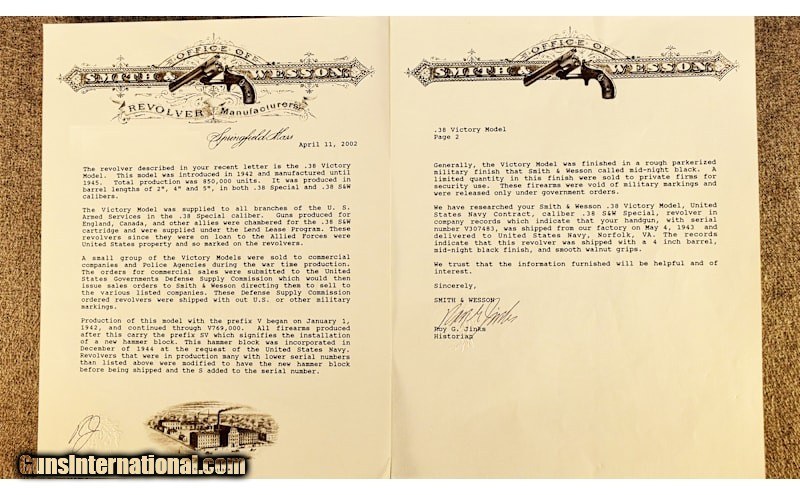 OFFICE OF
SMITH & WESSON.
REVOLVER Manufacturers
Springfield Mass
April 11, 2002
The revolver described in your recent letter is the .38 Victory
Model. This model was introduced in 1942 and manufactured until
1945. Total production was 850,000 units. It was produced in
barrel lengths of 2", 4" and 5", in both .38 Special and .38 S&W
calibers.
The Victory Model was supplied to all branches of the U. S.
Armed Services in the .38 Special caliber. Guns produced for
England, Canada, and other allies were chambered for the .38 S&W
cartridge and were supplied under the Lend Lease Program. These
revolvers since they were on loan to the Allied Forces were
United States property and so marked on the revolvers.
A small group of the Victory Models were sold to commercial
companies and Police Agencies during the war time production.
The orders for commercial sales were submitted to the United
States Governments Defense Supply Commission which would then
issue sales orders to Smith & Wesson directing them to sell to
the various listed companies. These Defense Supply Commission
ordered revolvers were shipped with out U.S. or other military
markings.
Production of this model with the prefix V began on January 1,
1942, and continued through V769,000. All firearms produced
after this carry the prefix SV which signifies the installation
of a new hammer block. This hammer block was incorporated in
December of 1944 at the request of the United States Navy.
Revolvers that were in production many with lower serial numbers
than listed above were modified to have the new hammer block
before being shipped and the S added to the serial number.
GunsInternational.com
OFFICE OF
SMITH & WESSON.
.38 Victory Model
Page 2
Generally, the Victory Model was finished in a rough parkerized
military finish that Smith & Wesson called mid-night black. A
limited quantity in this finish were sold to private firms for
security use. These firearms were void of military markings and
were released only under government orders.
We have researched your Smith & Wesson .38 Victory Model, United
States Navy Contract, caliber .38 S&W Special, revolver in
company records which indicate that your handgun, with serial
number V307483, was shipped from our factory on May 4, 1943 and
delivered to United States Navy, Norfolk, VA. The records
indicate that this revolver was shipped with a 4 inch barrel,
mid-night black finish, and smooth walnut grips.
We trust that the information furnished will be helpful and of
interest.
Sincerely,
SMITH & WESSON
Roy G. Jinks
Roy G. Jinks
Historian